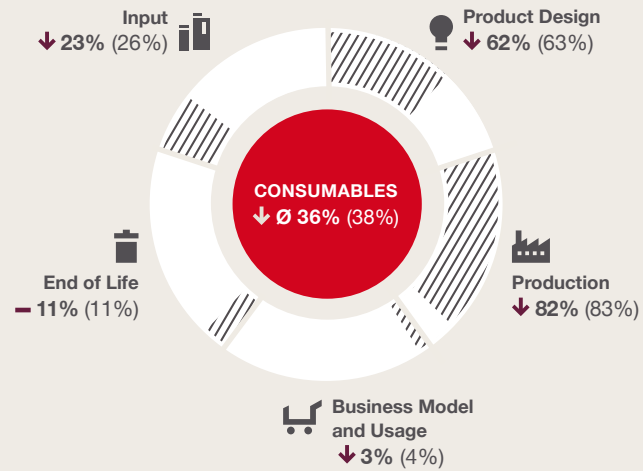 Input
↓ 23% (26%)
Product Design
↓ 62% (63%)
CONSUMABLES
↓ Ø 36% (38%)
End of Life
– 11% (11%)
Production
↓ 82% (83%)
Business Model
and Usage
↓ 3% (4%)